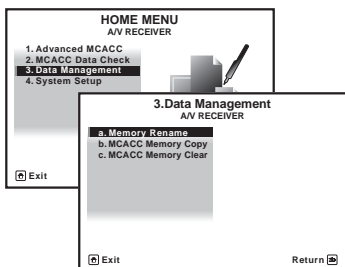 HOME MENU
A/V RECEIVER
1. Advanced MCACC
2. MCACC Data Check
3. Data Management
4. System Setup
Exit
3.Data Management
A/V RECEIVER
a. Memory Rename
b. MCACC Memory Copy
c. MCACC Memory Clear
Exit
Return